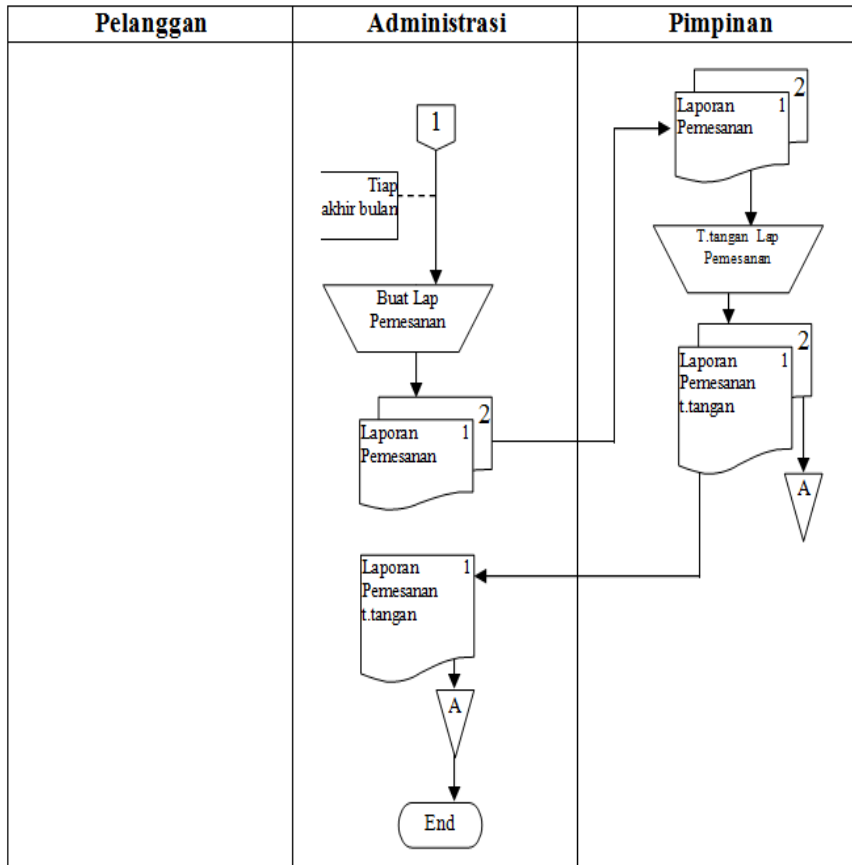 Pelanggan
Administrasi
Pimpinan
1
Tiap
akhir bulan
Buat Lap
Pemesanan
2
Laporan 1
Pemesanan
2
Laporan 1
Pemesanan
T.tangan Lap
Pemesanan
2
Laporan 1
Pemesanan
t.tangan
A
Laporan 1
Pemesanan
t.tangan
A
End